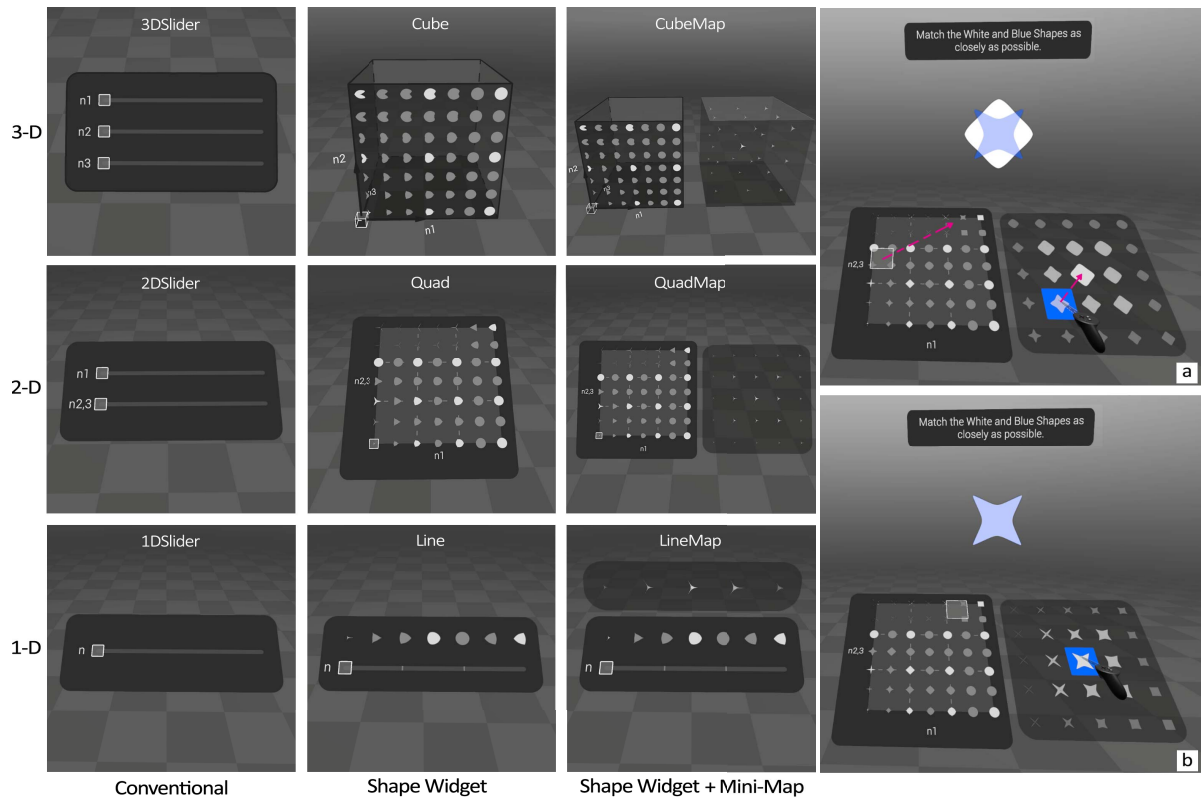 3DSlider
Cube
CubeMap
3-D
n1
n2
n3
n2
n3
n1
n2
n3
n1
2DSlider
Quad
QuadMap
2-D
n1
n2,3
n2,3
n1
n2,3
n1
1DSlider
Line
LineMap
1-D
n
n
n
Conventional
Shape Widget
Shape Widget + Mini-Map
Match the White and Blue Shapes as
closely as possible.
n2,3
n1
a
Match the White and Blue Shapes as
closely as possible.
n2,3
n1
b